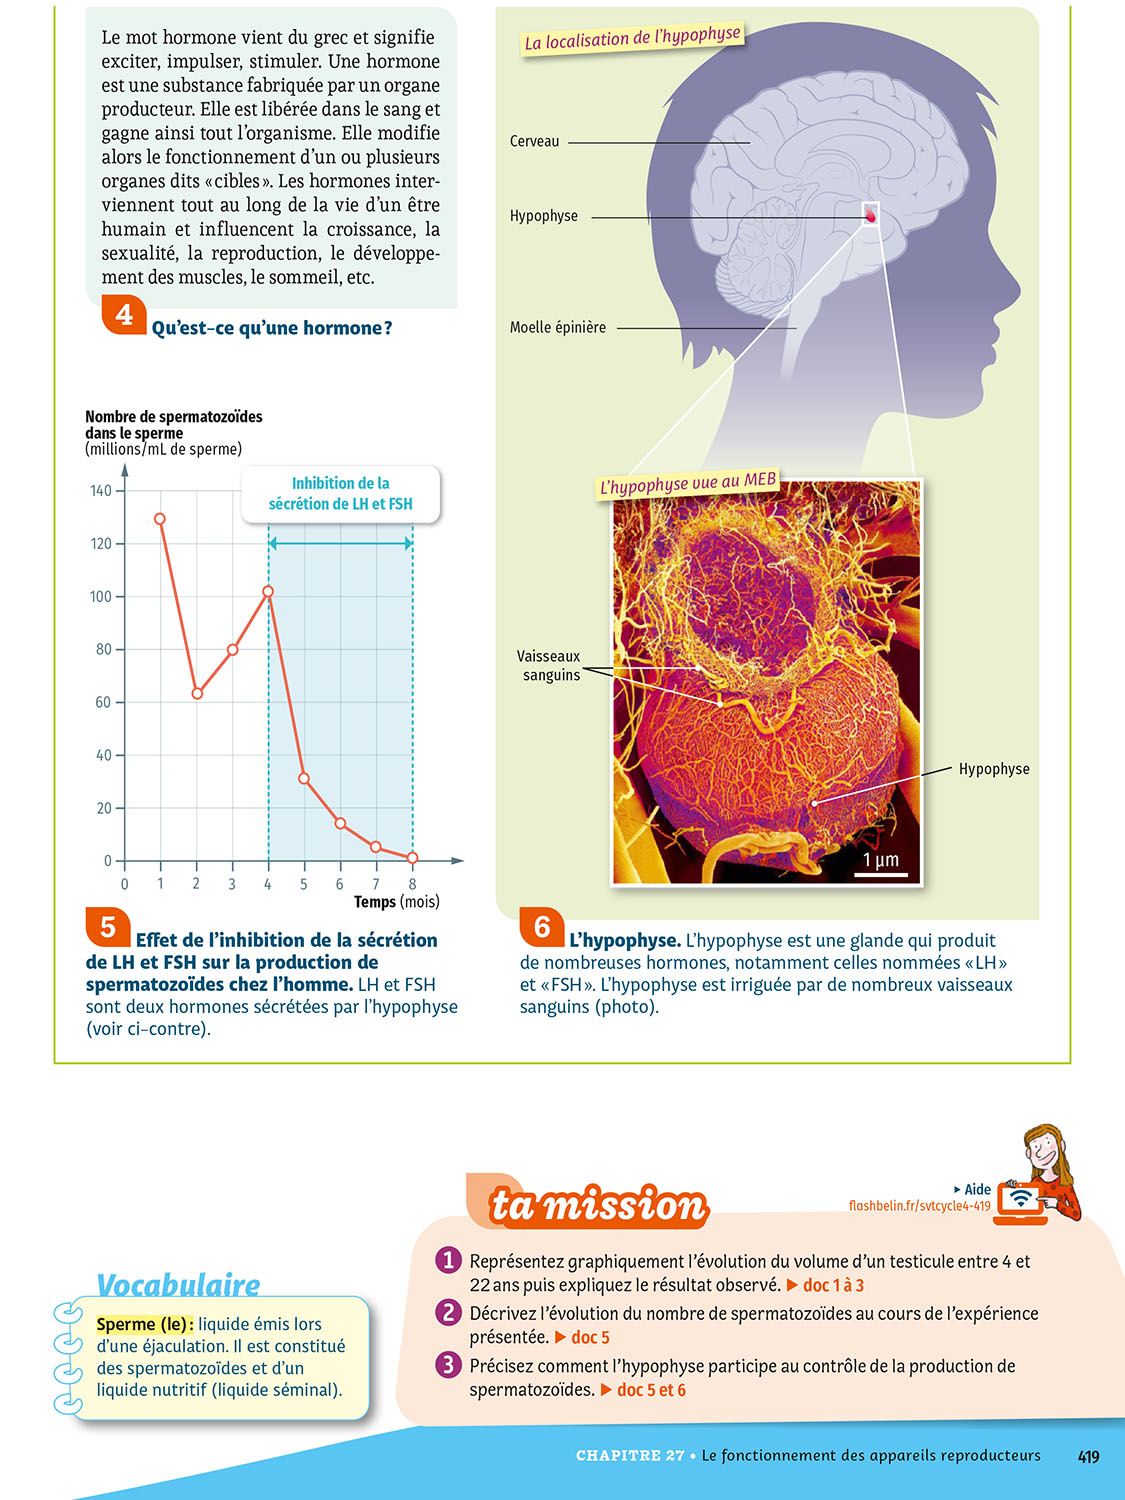 Le mot hormone vient du grec et signifie
exciter, impulser, stimuler. Une hormone
est une substance fabriquée par un organe
producteur. Elle est libérée dans le sang et
gagne ainsi tout l'organisme. Elle modifie
alors le fonctionnement d'un ou plusieurs
organes dits «cibles». Les hormones inter-
viennent tout au long de la vie d'un être
humain et influencent la croissance, la
sexualité, la reproduction, le développe-
ment des muscles, le sommeil, etc.
4 Qu'est-ce qu'une hormone?
Nombre de spermatozoïdes
dans le sperme
(millions/mL de sperme)
Inhibition de la
sécrétion de LH et FSH
140
120
100
80
60
40
20
0
0 1 2 3 4 5 6 7 8
Temps (mois)
5 Effet de l'inhibition de la sécrétion
de LH et FSH sur la production de
spermatozoïdes chez l'homme. LH et FSH
sont deux hormones sécrétées par l'hypophyse
(voir ci-contre).
La localisation de l'hypophyse
Cerveau
Hypophyse
Moelle épinière
L'hypophyse vue au MEB
Vaisseaux
sanguins
Hypophyse
1 µm
6 L'hypophyse. L'hypophyse est une glande qui produit
de nombreuses hormones, notamment celles nommées «LH»
et «FSH». L'hypophyse est irriguée par de nombreux vaisseaux
sanguins (photo).
Vocabulaire
Sperme (le) : liquide émis lors
d'une éjaculation. Il est constitué
des spermatozoïdes et d'un
liquide nutritif (liquide séminal).
ta mission
▸ Aide
flashbelin.fr/svtcycle4-419
1 Représentez graphiquement l'évolution du volume d'un testicule entre 4 et
22 ans puis expliquez le résultat observé. ▶ doc 1 à 3
2 Décrivez l'évolution du nombre de spermatozoïdes au cours de l'expérience
présentée. ▶ doc 5
3 Précisez comment l'hypophyse participe au contrôle de la production de
spermatozoïdes. ▶ doc 5 et 6
CHAPITRE 27 • Le fonctionnement des appareils reproducteurs 419